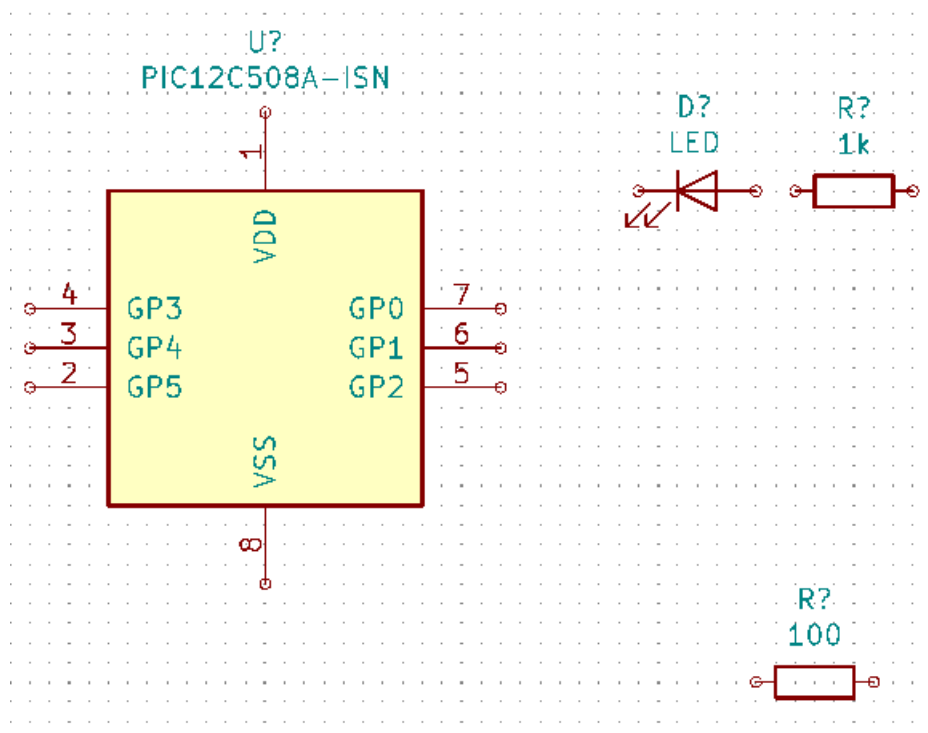 U?
PIC12C508A-ISN
D?
LED
R?
1k
1
VDD
4
GP3
GP0
7
3
GP4
GP1
6
2
GP5
GP2
5
VSS
8
R?
100